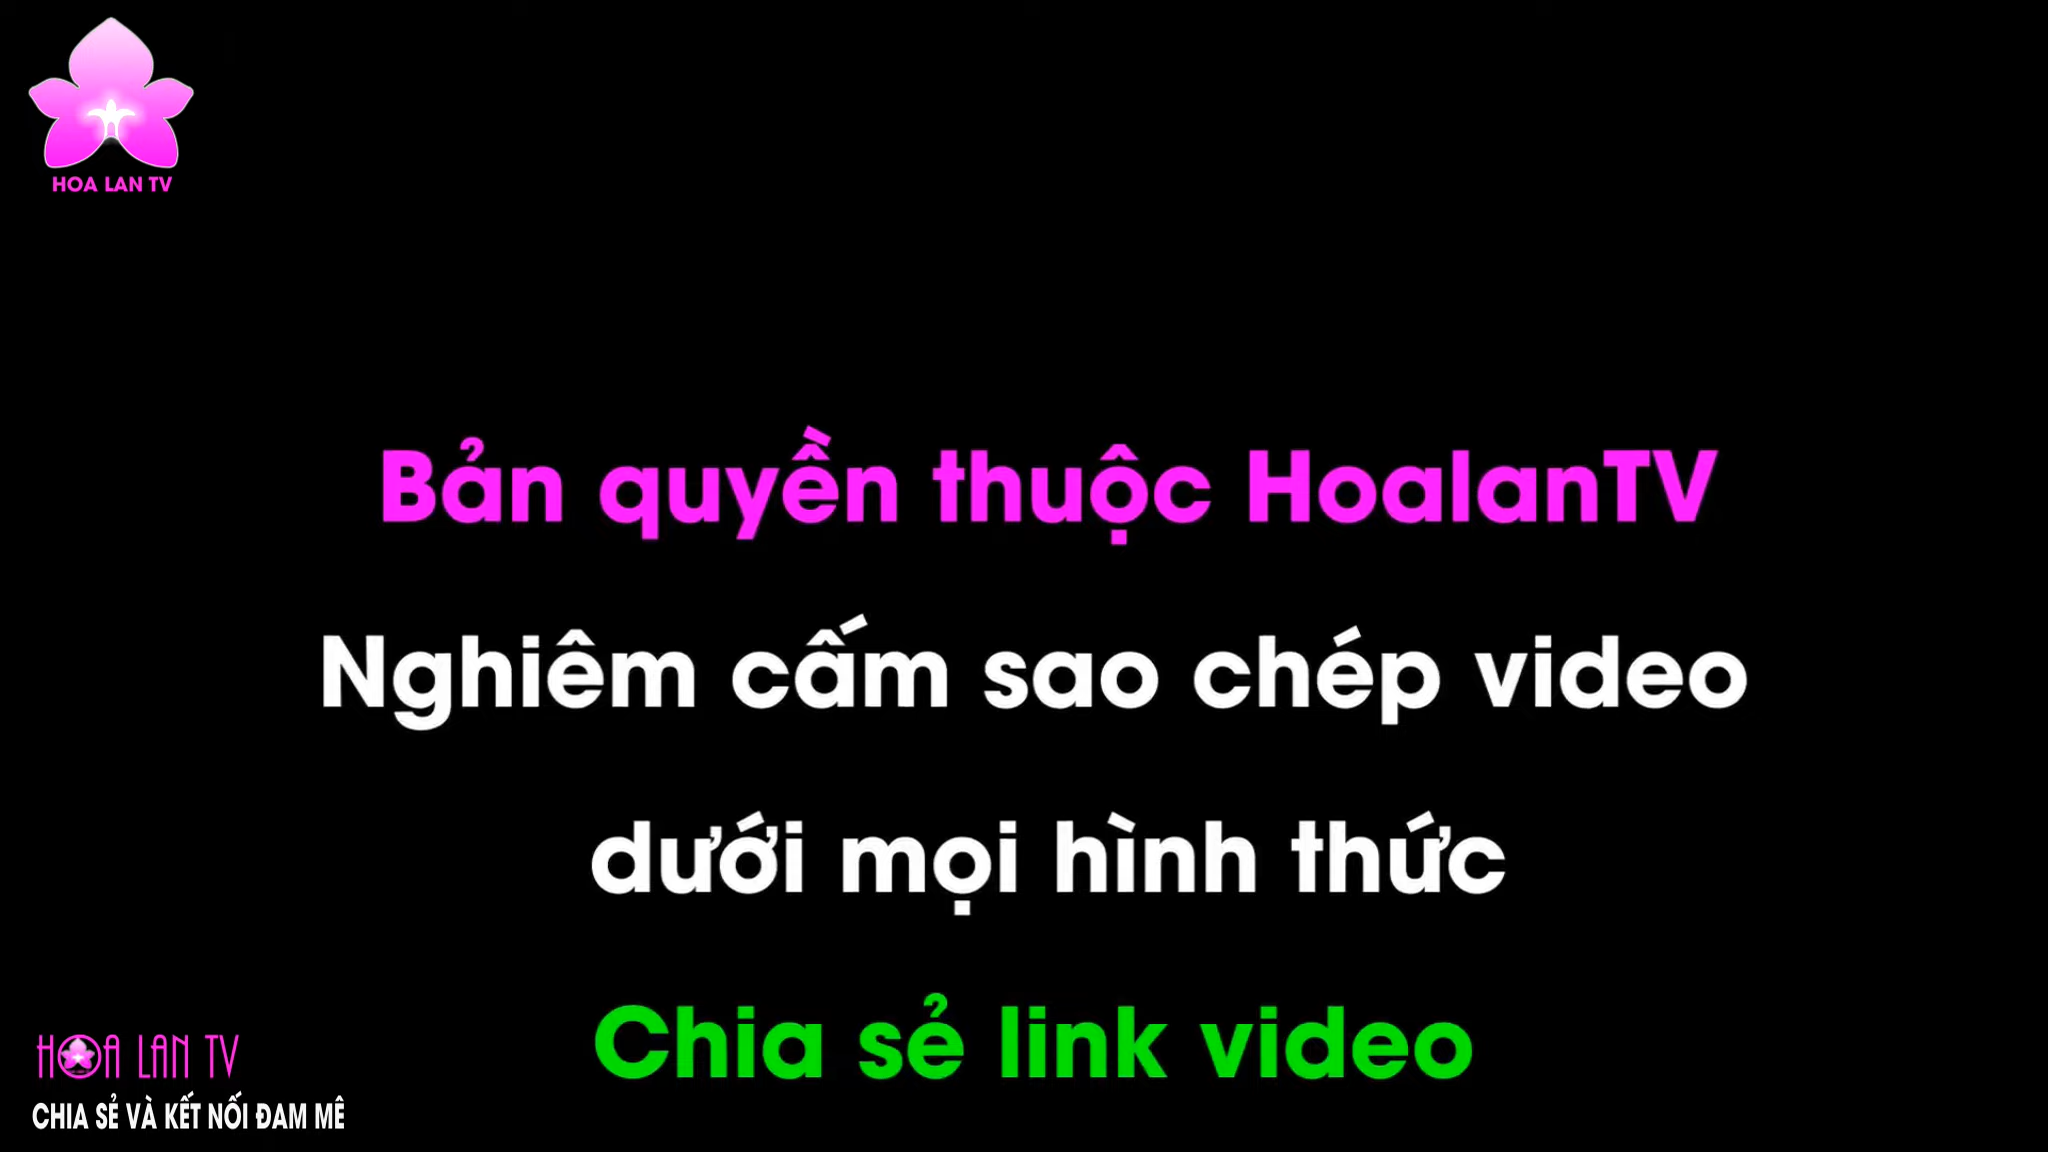 HOA LAN TV
Bản quyền thuộc HoalanTV
Nghiêm cấm sao chép video
dưới mọi hình thức
Chia sẻ link video
HOA LAN TV
CHIA SẺ VÀ KẾT NỐI ĐAM MÊ